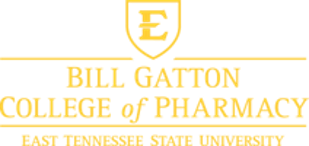 E
BILL GATTON
COLLEGE of PHARMACY
EAST TENNESSEE STATE UNIVERSITY